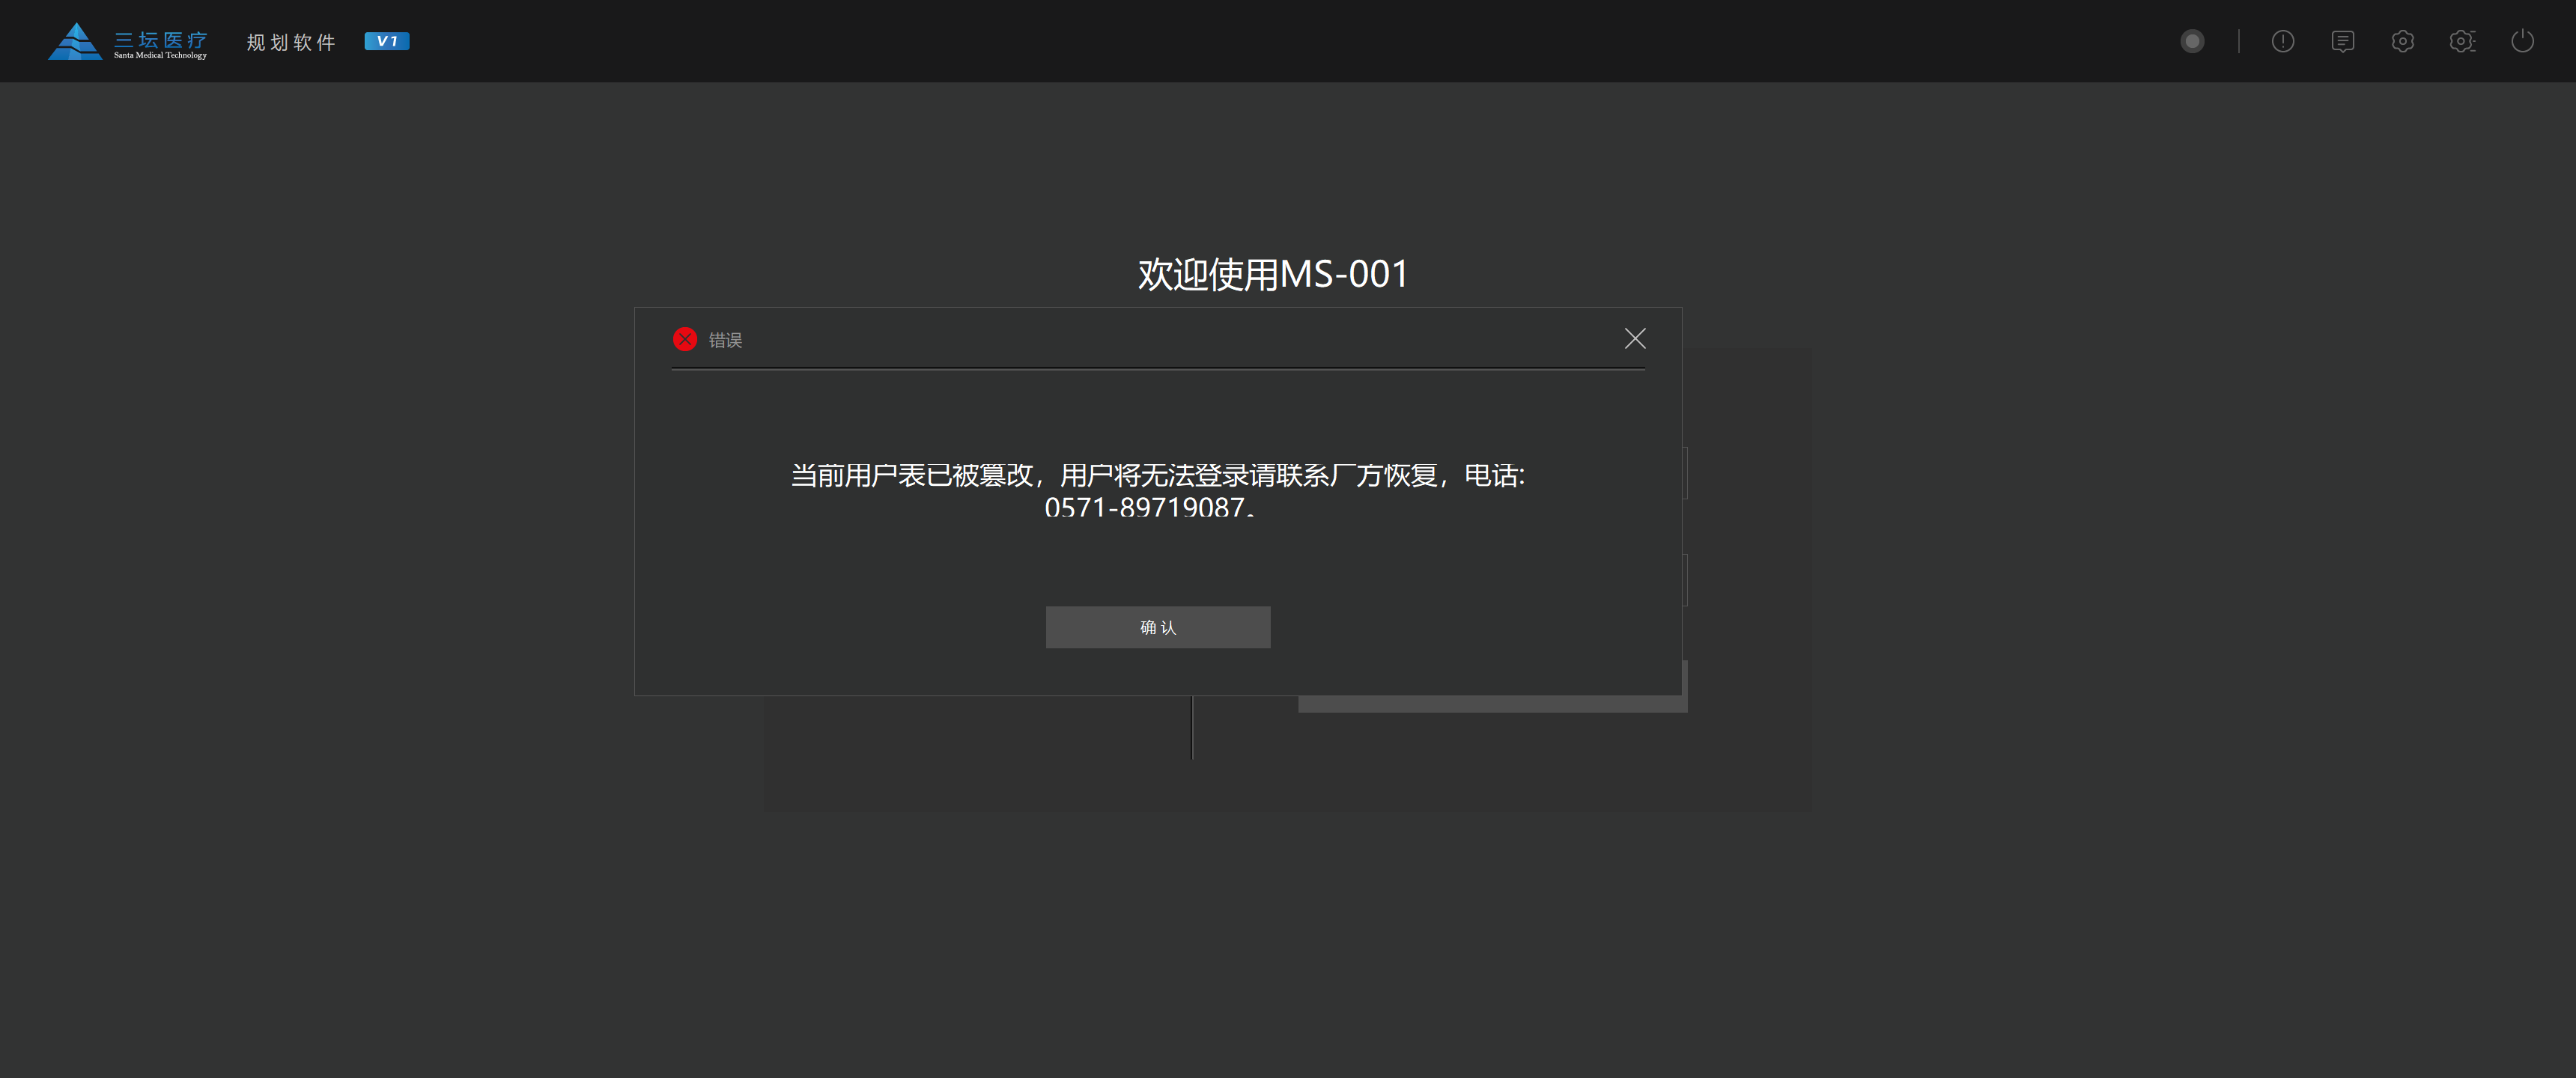 三坛医疗
Santa Medical Technology
规划软件
V1
欢迎使用MS-001
错误
当前用户表已被篡改，用户将无法登录请联系厂方恢复，电话:
0571-89719087。
确认